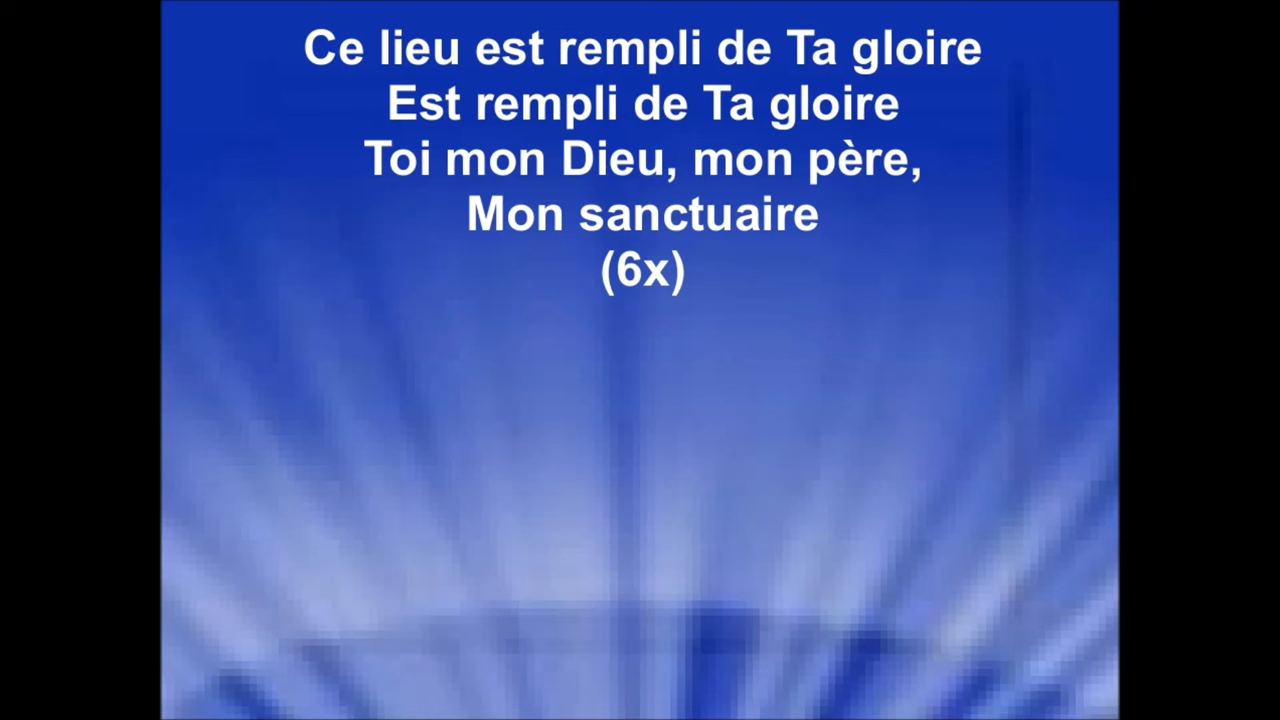 Ce lieu est rempli de Ta gloire
Est rempli de Ta gloire
Toi mon Dieu, mon père,
Mon sanctuaire
(6x)